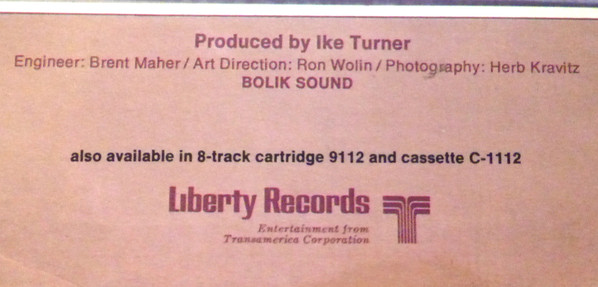 Produced by Ike Turner
Engineer: Brent Maher / Art Direction: Ron Wolin / Photography: Herb Kravitz
BOLIK SOUND
also available in 8-track cartridge 9112 and cassette C-1112
Liberty Records
Entertainment from
Transamerica Corporation